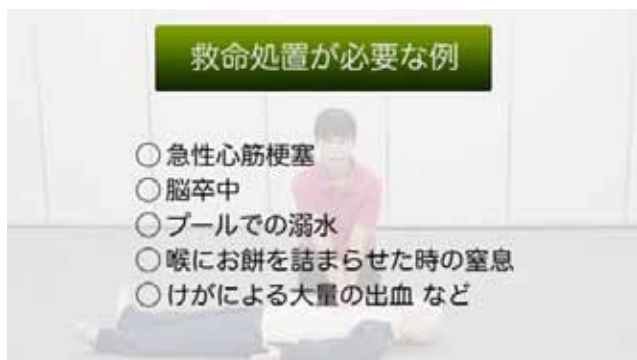 救命処置が必要な例
○急性心筋梗塞
○脳卒中
○プールでの溺水
○喉にお餅を詰まらせた時の窒息
○けがによる大量の出血 など